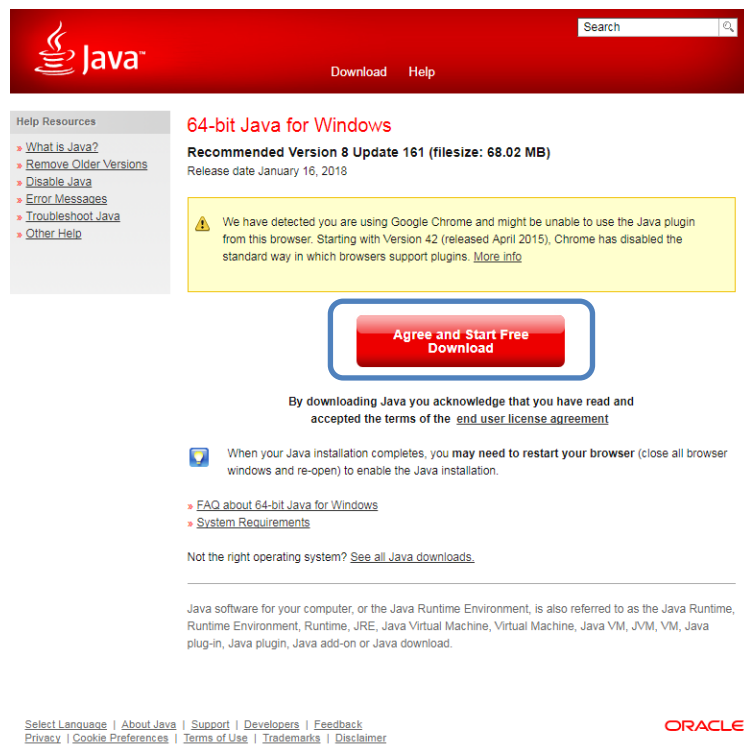 Search
Java™
Download Help
Help Resources
» What is Java?
» Remove Older Versions
» Disable Java
» Error Messages
» Troubleshoot Java
» Other Help
64-bit Java for Windows
Recommended Version 8 Update 161 (filesize: 68.02 MB)
Release date January 16, 2018
We have detected you are using Google Chrome and might be unable to use the Java plugin
from this browser. Starting with Version 42 (released April 2015), Chrome has disabled the
standard way in which browsers support plugins. More info
Agree and Start Free
Download
By downloading Java you acknowledge that you have read and
accepted the terms of the end user license agreement
When your Java installation completes, you may need to restart your browser (close all browser
windows and re-open) to enable the Java installation.
» FAQ about 64-bit Java for Windows
» System Requirements
Not the right operating system? See all Java downloads.
Java software for your computer, or the Java Runtime Environment, is also referred to as the Java Runtime,
Runtime Environment, Runtime, JRE, Java Virtual Machine, Virtual Machine, Java VM, JVM, VM, Java
plug-in, Java plugin, Java add-on or Java download.
Select Language | About Java | Support | Developers | Feedback
Privacy | Cookie Preferences | Terms of Use | Trademarks | Disclaimer
ORACLE